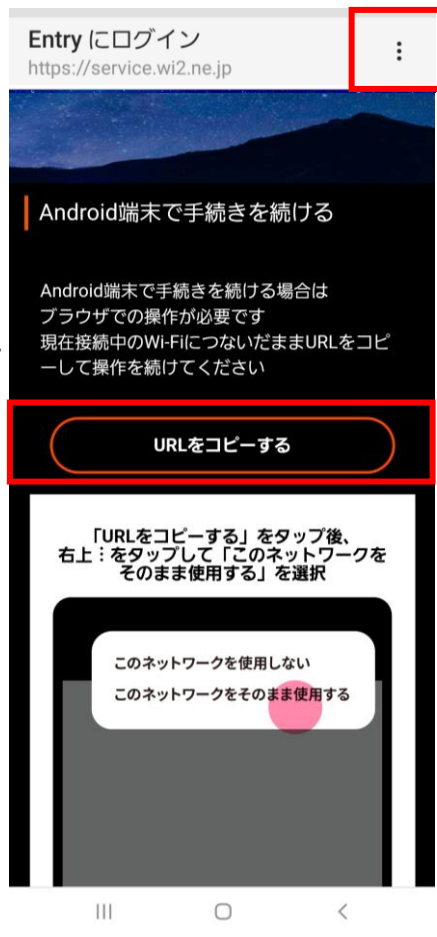 Entry にログイン
https://service.wi2.ne.jp
Android端末で手続きを続ける
Android端末で手続きを続ける場合は
ブラウザでの操作が必要です
現在接続中のWi-FiにつないだままURLをコピ
ーして操作を続けてください
URLをコピーする
「URLをコピーする」をタップ後、
右上⋮をタップして「このネットワークを
そのまま使用する」を選択
このネットワークを使用しない
このネットワークをそのまま使用する